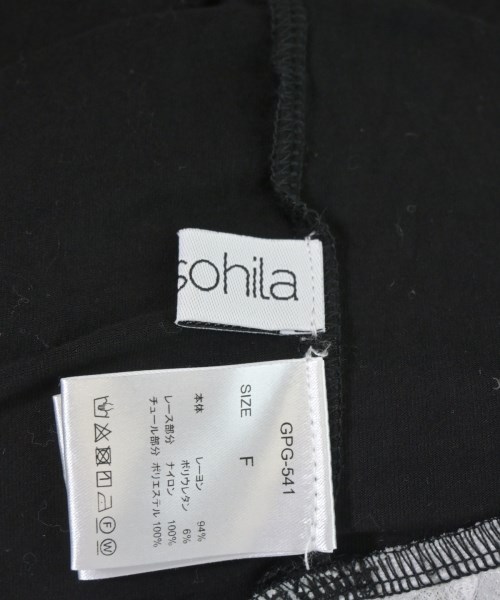 sohila
GPG-541
SIZE F
本体 レーヨン 94%
ポリウレタン 6%
レース部分 ナイロン 100%
チュール部分 ポリエステル 100%
F
W